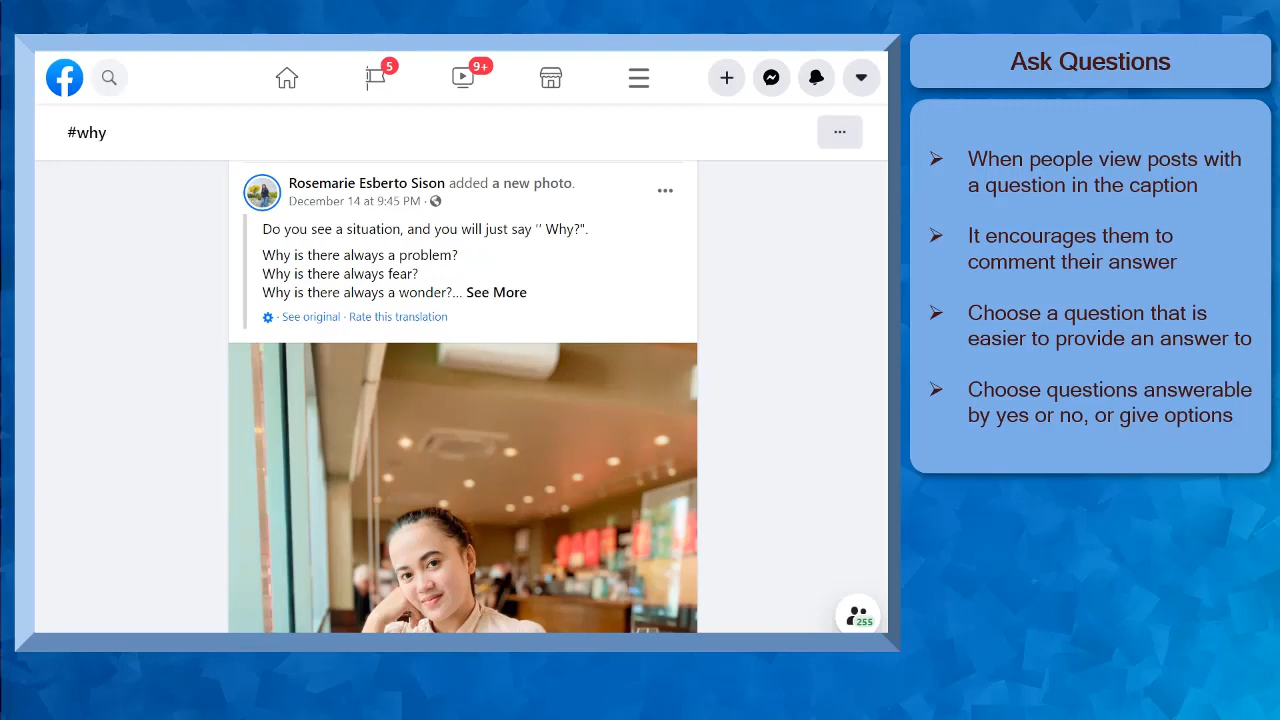 5
9+
#why
Rosemarie Esberto Sison added a new photo.
December 14 at 9:45 PM ·
Do you see a situation, and you will just say '' Why?".
Why is there always a problem?
Why is there always fear?
Why is there always a wonder?... See More
· See original · Rate this translation
255
Ask Questions
When people view posts with
a question in the caption
It encourages them to
comment their answer
Choose a question that is
easier to provide an answer to
Choose questions answerable
by yes or no, or give options